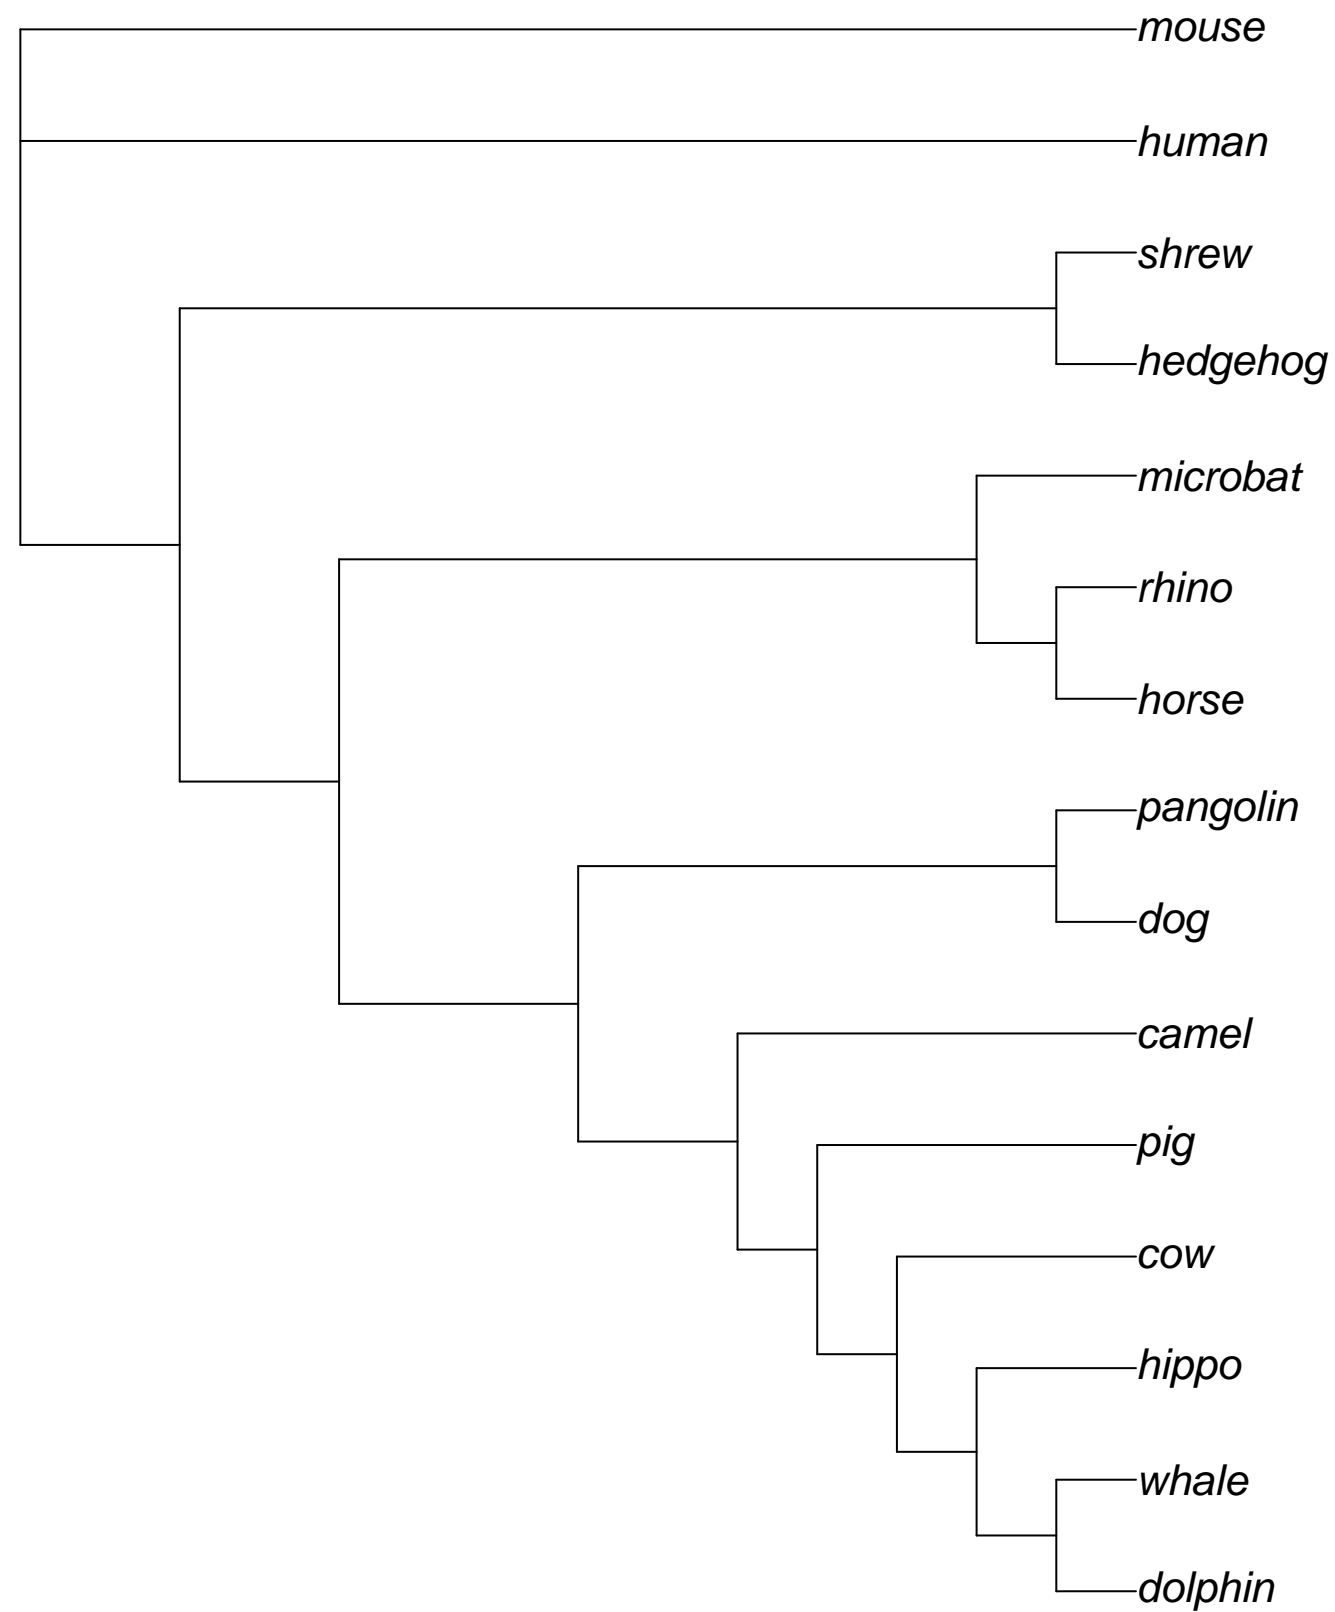 mouse
human
shrew
hedgehog
microbat
rhino
horse
pangolin
dog
camel
pig
cow
hippo
whale
dolphin